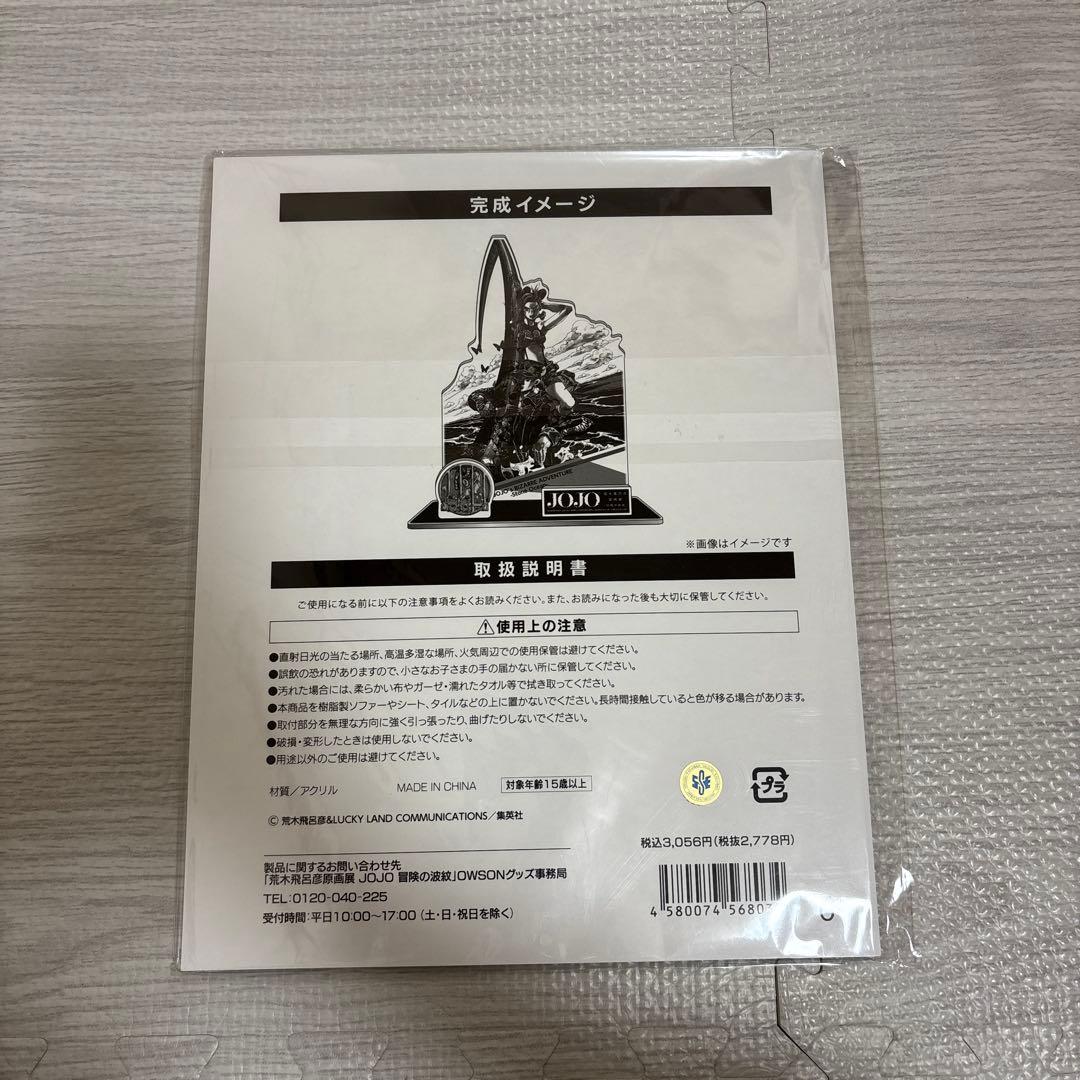 完成イメージ
JOJO's BIZARRE ADVENTURE
-Stone Ocean-
JOJO
※画像はイメージです
取扱説明書
ご使用になる前に以下の注意事項をよくお読みください。また、お読みになった後も大切に保管してください。
⚠使用上の注意
●直射日光の当たる場所、高温多湿な場所、火気周辺での使用保管は避けてください。
●誤飲の恐れがありますので、小さなお子さまの手の届かない所に保管してください。
●汚れた場合には、柔らかい布やガーゼ・濡れたタオル等で拭き取ってください。
●本商品を樹脂製ソファーやシート、タイルなどの上に置かないでください。長時間接触していると色が移る場合があります。
●取付部分を無理な方向に強く引っ張ったり、曲げたりしないでください。
●破損・変形したときは使用しないでください。
●用途以外のご使用は避けてください。
材質／アクリル MADE IN CHINA 対象年齢15歳以上
プラ
© 荒木飛呂彦&LUCKY LAND COMMUNICATIONS／集英社
税込3,056円(税抜2,778円)
製品に関するお問い合わせ先
「荒木飛呂彦原画展 JOJO 冒険の波紋」OWSONグッズ事務局
TEL:0120-040-225
受付時間:平日10:00～17:00 (土・日・祝日を除く)
4 580074 56803